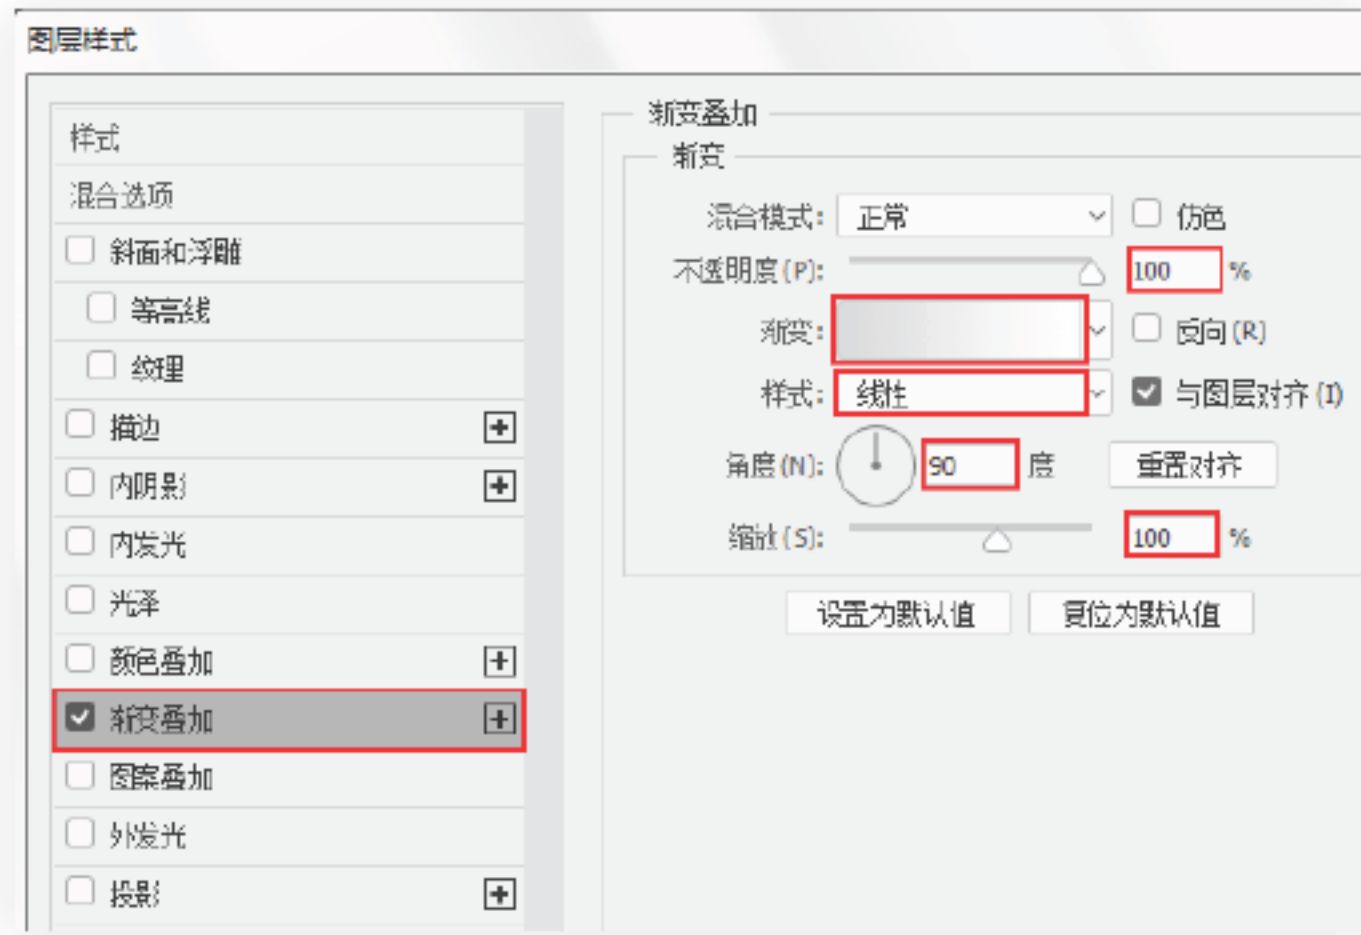 图层样式
样式
混合选项
斜面和浮雕
等高线
纹理
描边
内阴影
内发光
光泽
颜色叠加
渐变叠加
图案叠加
外发光
投影
渐变叠加
渐变
混合模式： 正常 仿色
不透明度(P): 100 %
渐变: 反向(R)
样式: 线性 与图层对齐(I)
角度(N): 90 度 重置对齐
缩放(S): 100 %
设置为默认值 复位为默认值